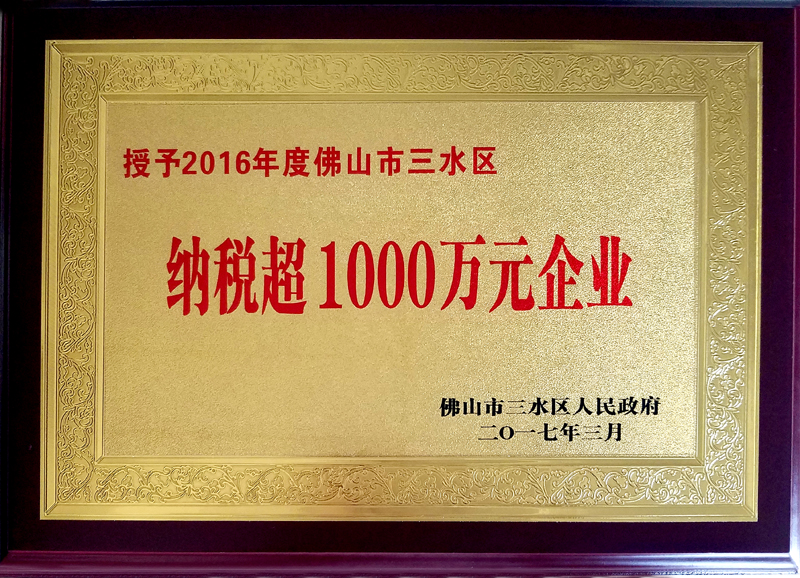 授予2016年度佛山市三水区
纳税超1000万元企业
佛山市三水区人民政府
二〇一七年三月